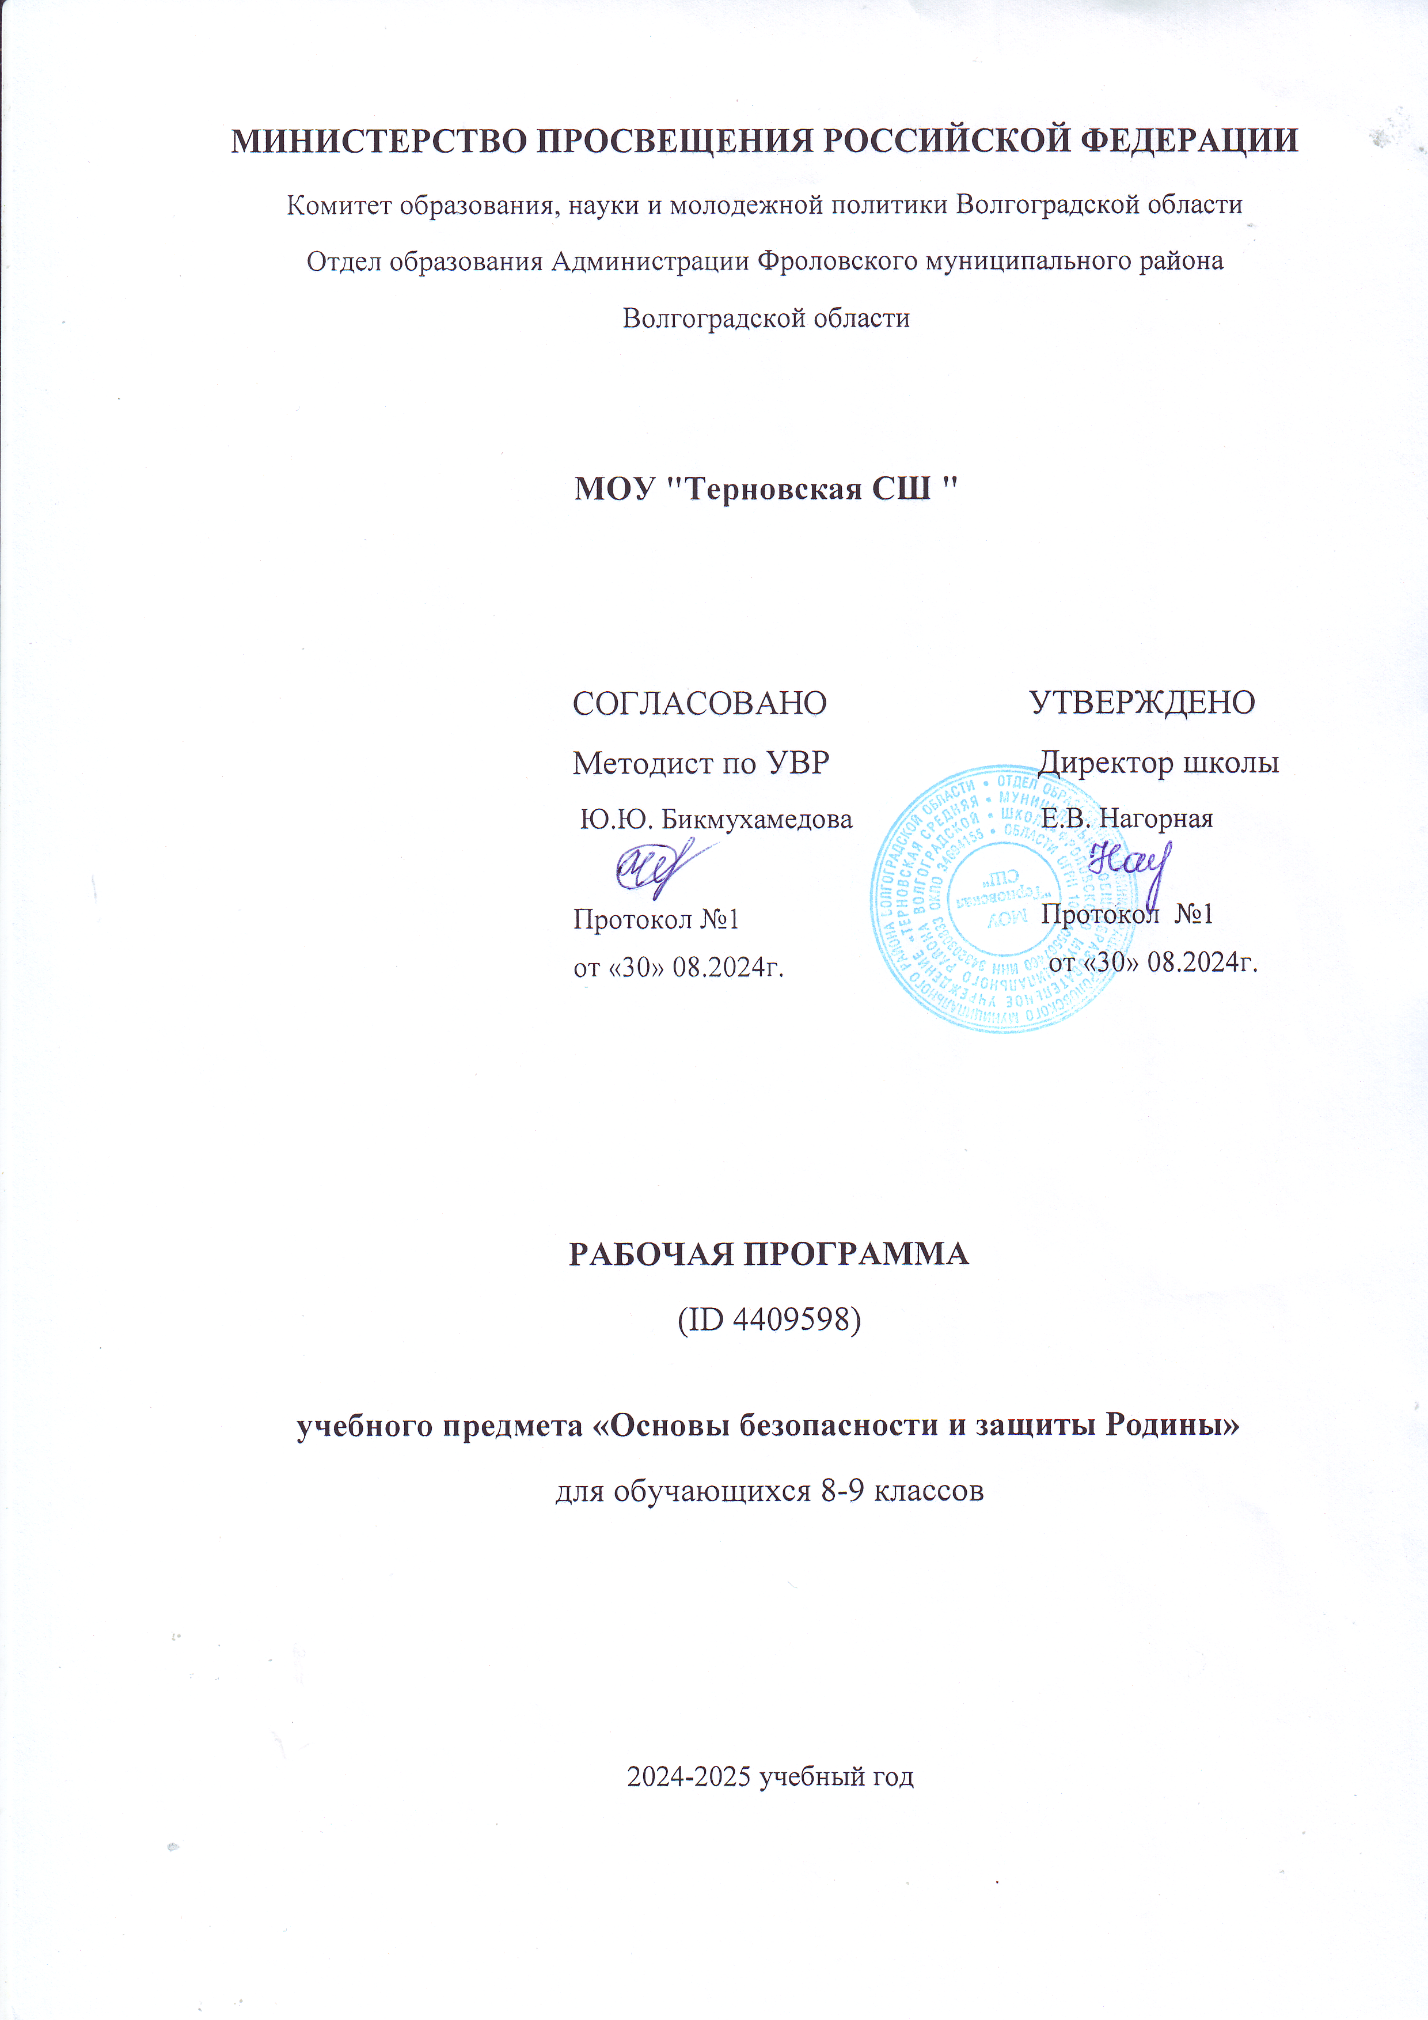 МИНИСТЕРСТВО ПРОСВЕЩЕНИЯ РОССИЙСКОЙ ФЕДЕРАЦИИ
Комитет образования, науки и молодежной политики Волгоградской области
Отдел образования Администрации Фроловского муниципального района
Волгоградской области
МОУ "Терновская СШ "
СОГЛАСОВАНО
Методист по УВР
Ю.Ю. Бикмухамедова
Протокол №1
от «30» 08.2024г.
УТВЕРЖДЕНО
Директор школы
Е.В. Нагорная
Протокол №1
от «30» 08.2024г.
МОУ
"Терновская
СШ"
РАБОЧАЯ ПРОГРАММА
(ID 4409598)
учебного предмета «Основы безопасности и защиты Родины»
для обучающихся 8-9 классов
2024-2025 учебный год